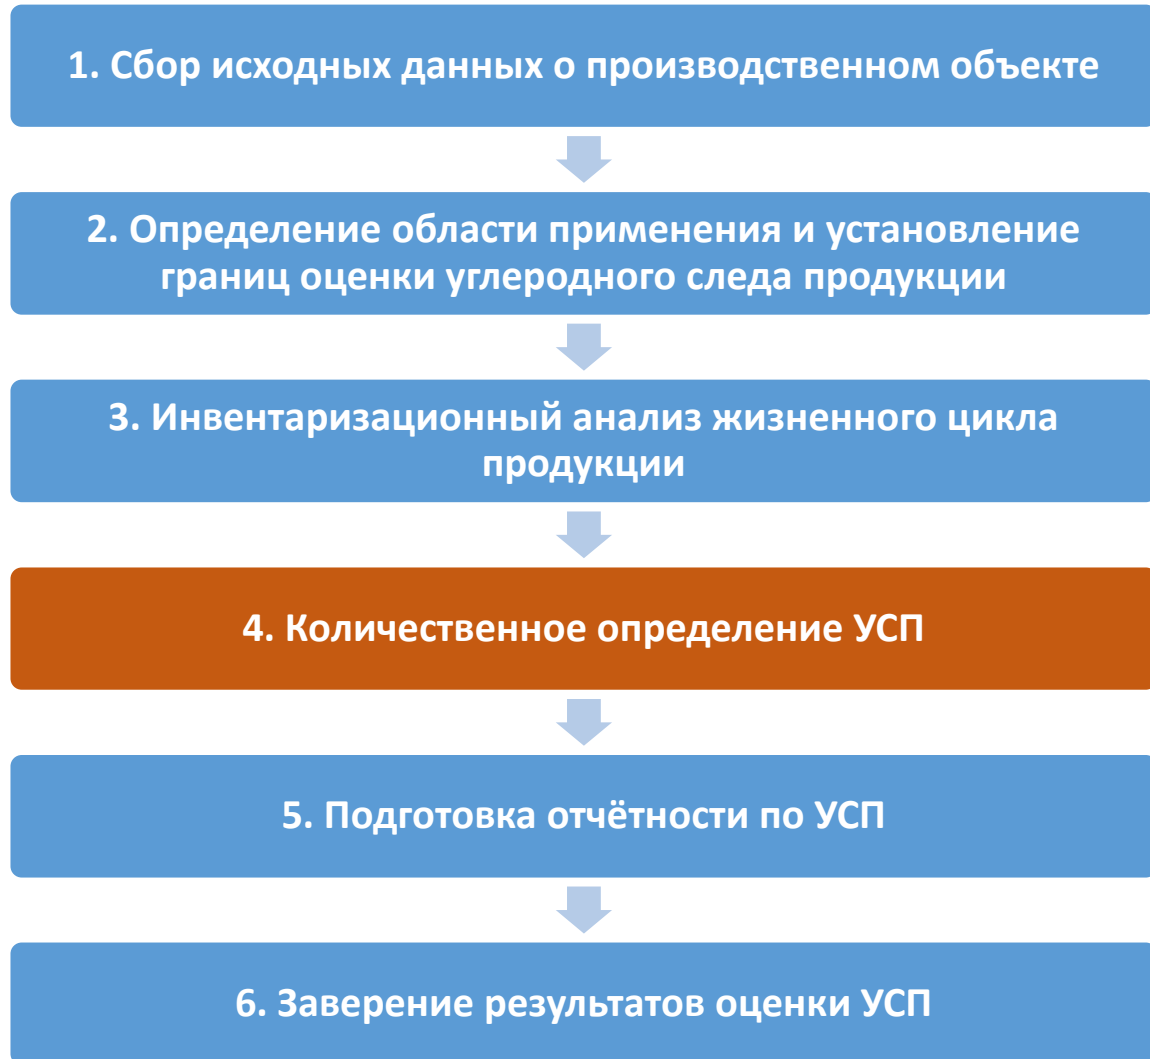 1. Сбор исходных данных о производственном объекте
2. Определение области применения и установление
границ оценки углеродного следа продукции
3. Инвентаризационный анализ жизненного цикла
продукции
4. Количественное определение УСП
5. Подготовка отчётности по УСП
6. Заверение результатов оценки УСП